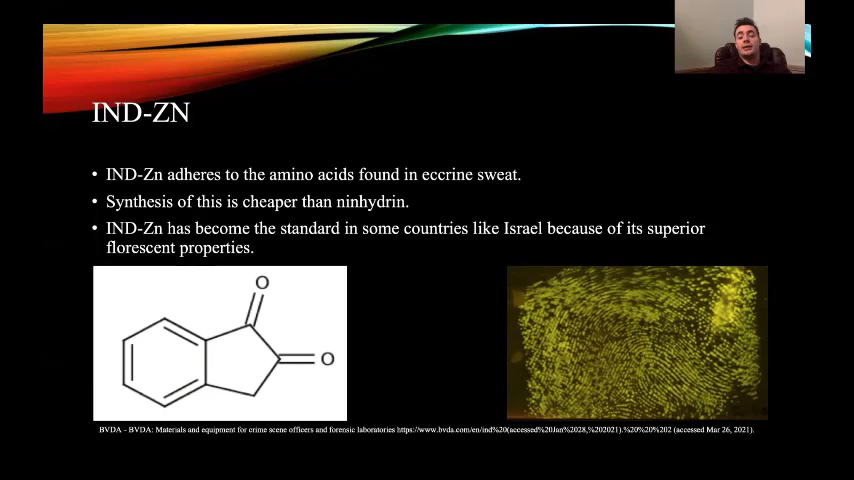 IND-ZN
• IND-Zn adheres to the amino acids found in eccrine sweat.
• Synthesis of this is cheaper than ninhydrin.
• IND-Zn has become the standard in some countries like Israel because of its superior
florescent properties.
O
O
BVDA - BVDA: Materials and equipment for crime scene officers and forensic laboratories https://www.bvda.com/en/ind%20(accessed%20Jan%2028,%202021).%20%20%202 (accessed Mar 26, 2021).